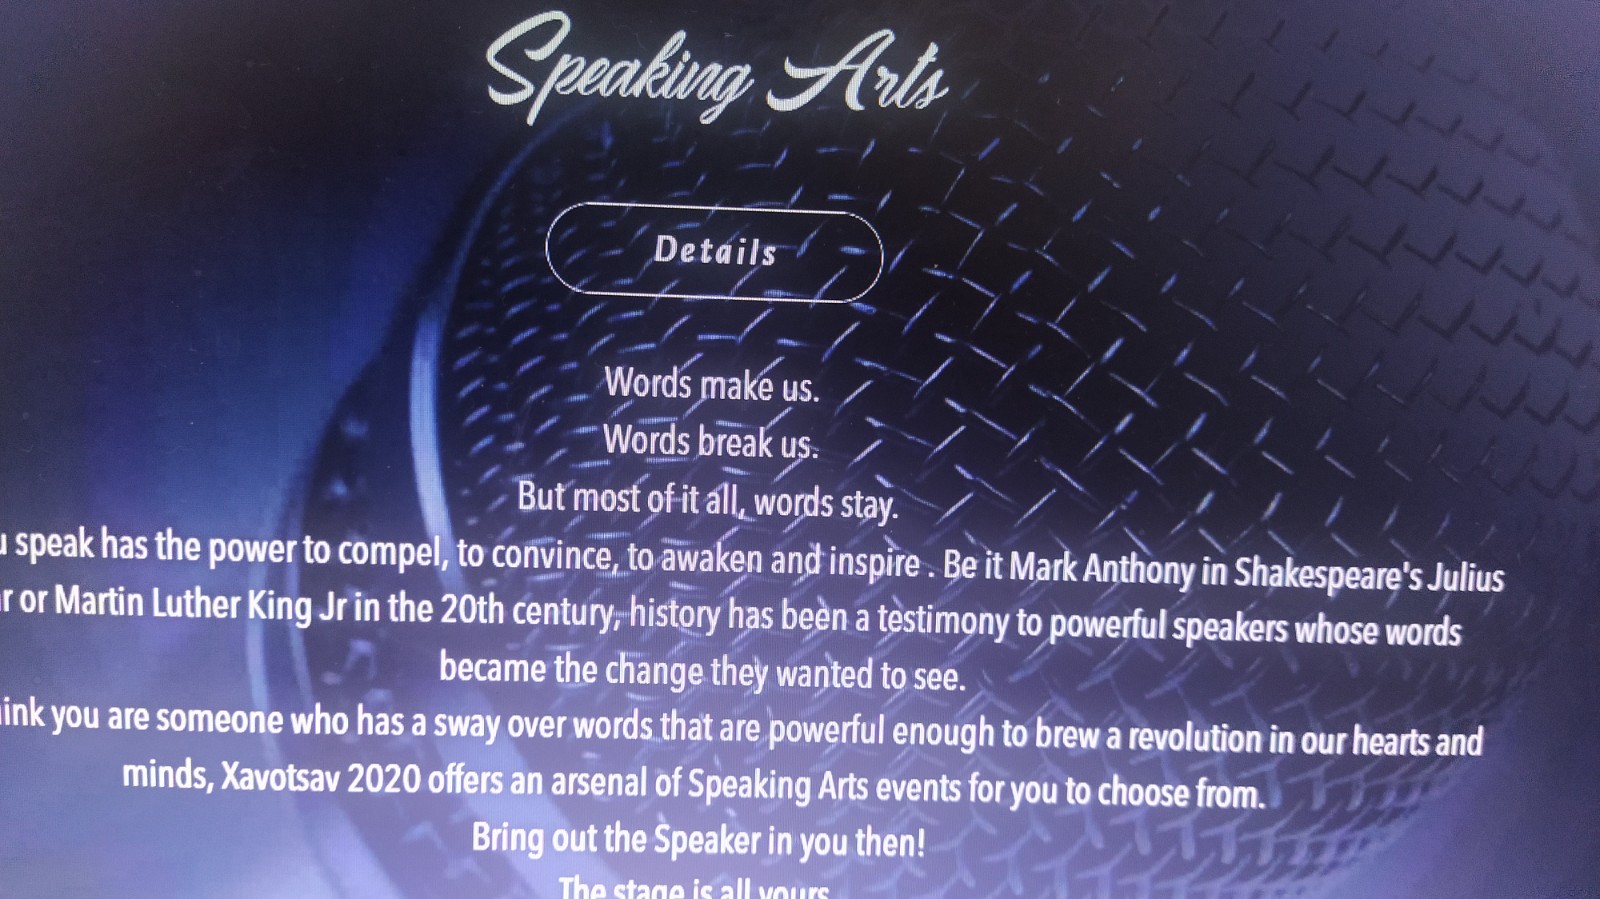 Speaking Arts
Details
Words make us.
Words break us.
But most of it all, words stay.
speak has the power to compel, to convince, to awaken and inspire . Be it Mark Anthony in Shakespeare's Julius
or Martin Luther King Jr in the 20th century, history has been a testimony to powerful speakers whose words
became the change they wanted to see.
you are someone who has a sway over words that are powerful enough to brew a revolution in our hearts and
minds, Xavotsav 2020 offers an arsenal of Speaking Arts events for you to choose from.
Bring out the Speaker in you then!
The stage is all yours